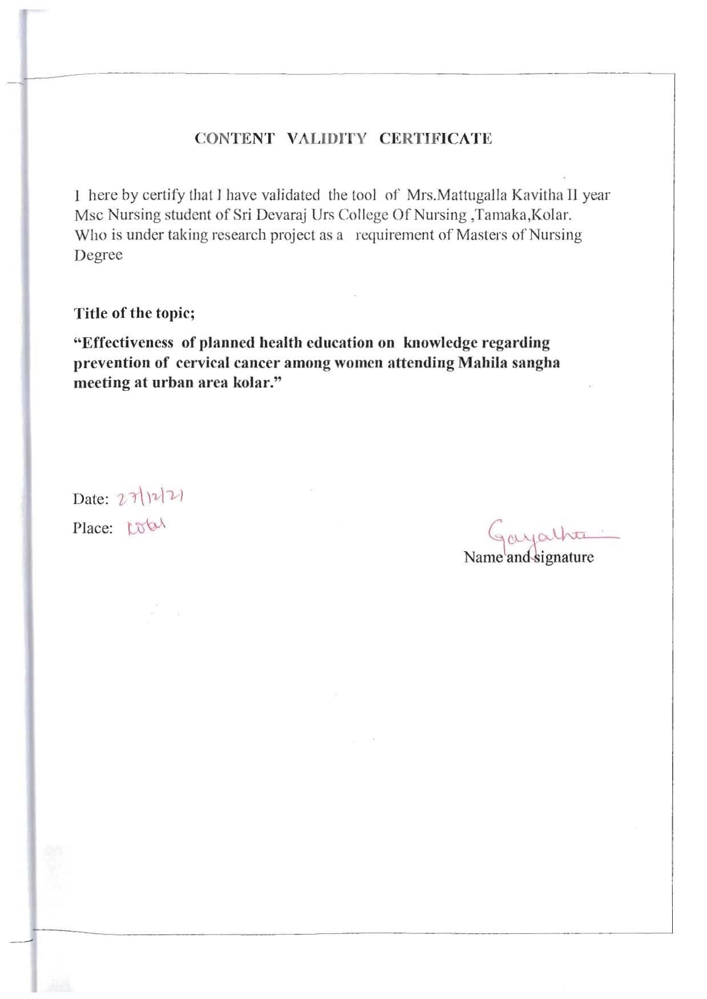 CONTENT VALIDITY CERTIFICATE
I here by certify that I have validated the tool of Mrs.Mattugalla Kavitha II year
Msc Nursing student of Sri Devaraj Urs College Of Nursing ,Tamaka,Kolar.
Who is under taking research project as a requirement of Masters of Nursing
Degree
Title of the topic;
“Effectiveness of planned health education on knowledge regarding
prevention of cervical cancer among women attending Mahila sangha
meeting at urban area kolar.”
Date: 27/12/21
Place: Kolar
Name and signature